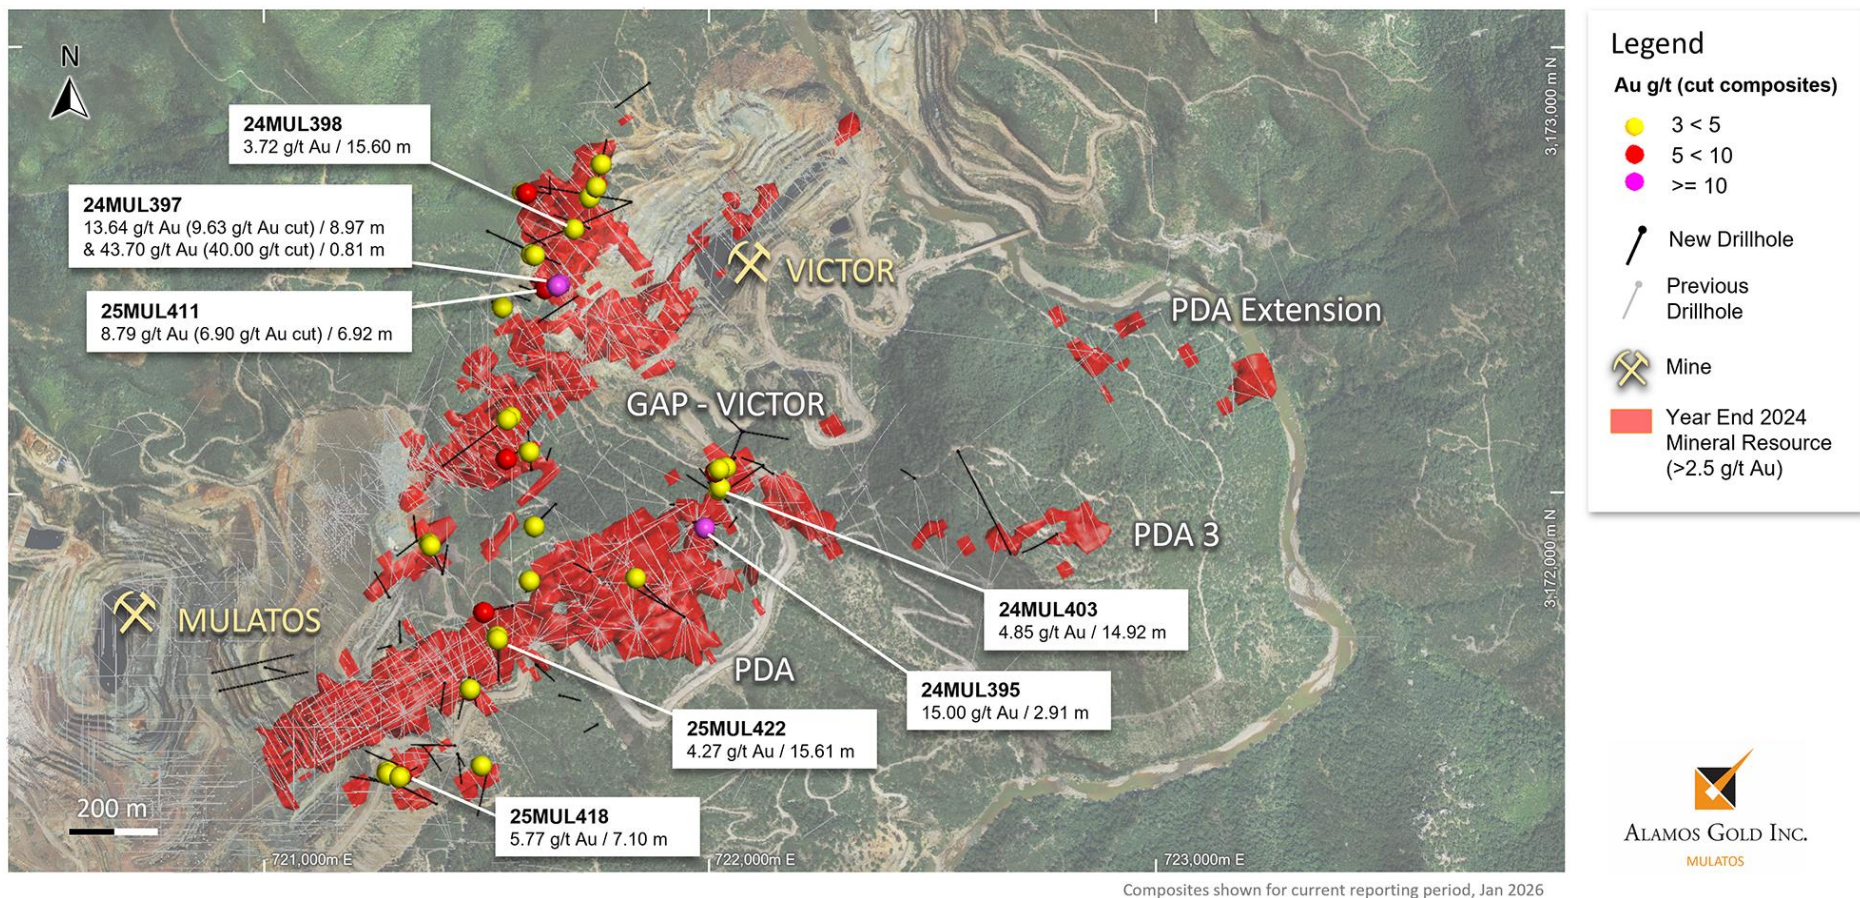 N
24MUL398
3.72 g/t Au / 15.60 m
24MUL397
13.64 g/t Au (9.63 g/t Au cut) / 8.97 m
& 43.70 g/t Au (40.00 g/t cut) / 0.81 m
25MUL411
8.79 g/t Au (6.90 g/t Au cut) / 6.92 m
VICTOR
PDA Extension
GAP - VICTOR
PDA 3
MULATOS
PDA
24MUL403
4.85 g/t Au / 14.92 m
24MUL395
15.00 g/t Au / 2.91 m
25MUL422
4.27 g/t Au / 15.61 m
25MUL418
5.77 g/t Au / 7.10 m
200 m
721,000m E
722,000m E
723,000m E
3,173,000 m N
3,172,000 m N
Legend
Au g/t (cut composites)
3 < 5
5 < 10
>= 10
New Drillhole
Previous
Drillhole
Mine
Year End 2024
Mineral Resource
(>2.5 g/t Au)
ALAMOS GOLD INC.
MULATOS
Composites shown for current reporting period, Jan 2026